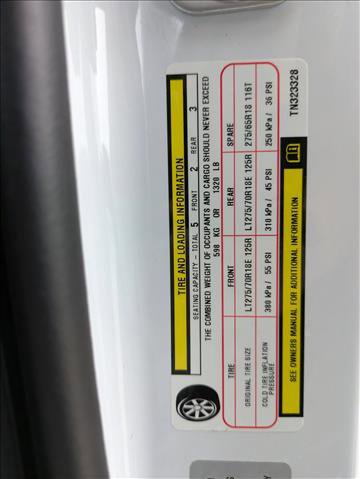 TIRE AND LOADING INFORMATION
SEATING CAPACITY - TOTAL 5 FRONT 2 REAR 3
THE COMBINED WEIGHT OF OCCUPANTS AND CARGO SHOULD NEVER EXCEED
598 KG OR 1320 LB
TIRE FRONT REAR SPARE
ORIGINAL TIRE SIZE LT275/70R18E 125R LT275/70R18E 125R 275/65R18 116T
COLD TIRE INFLATION PRESSURE 380 kPa / 55 PSI 310 kPa / 45 PSI 250 kPa / 36 PSI
SEE OWNERS MANUAL FOR ADDITIONAL INFORMATION
TN323328